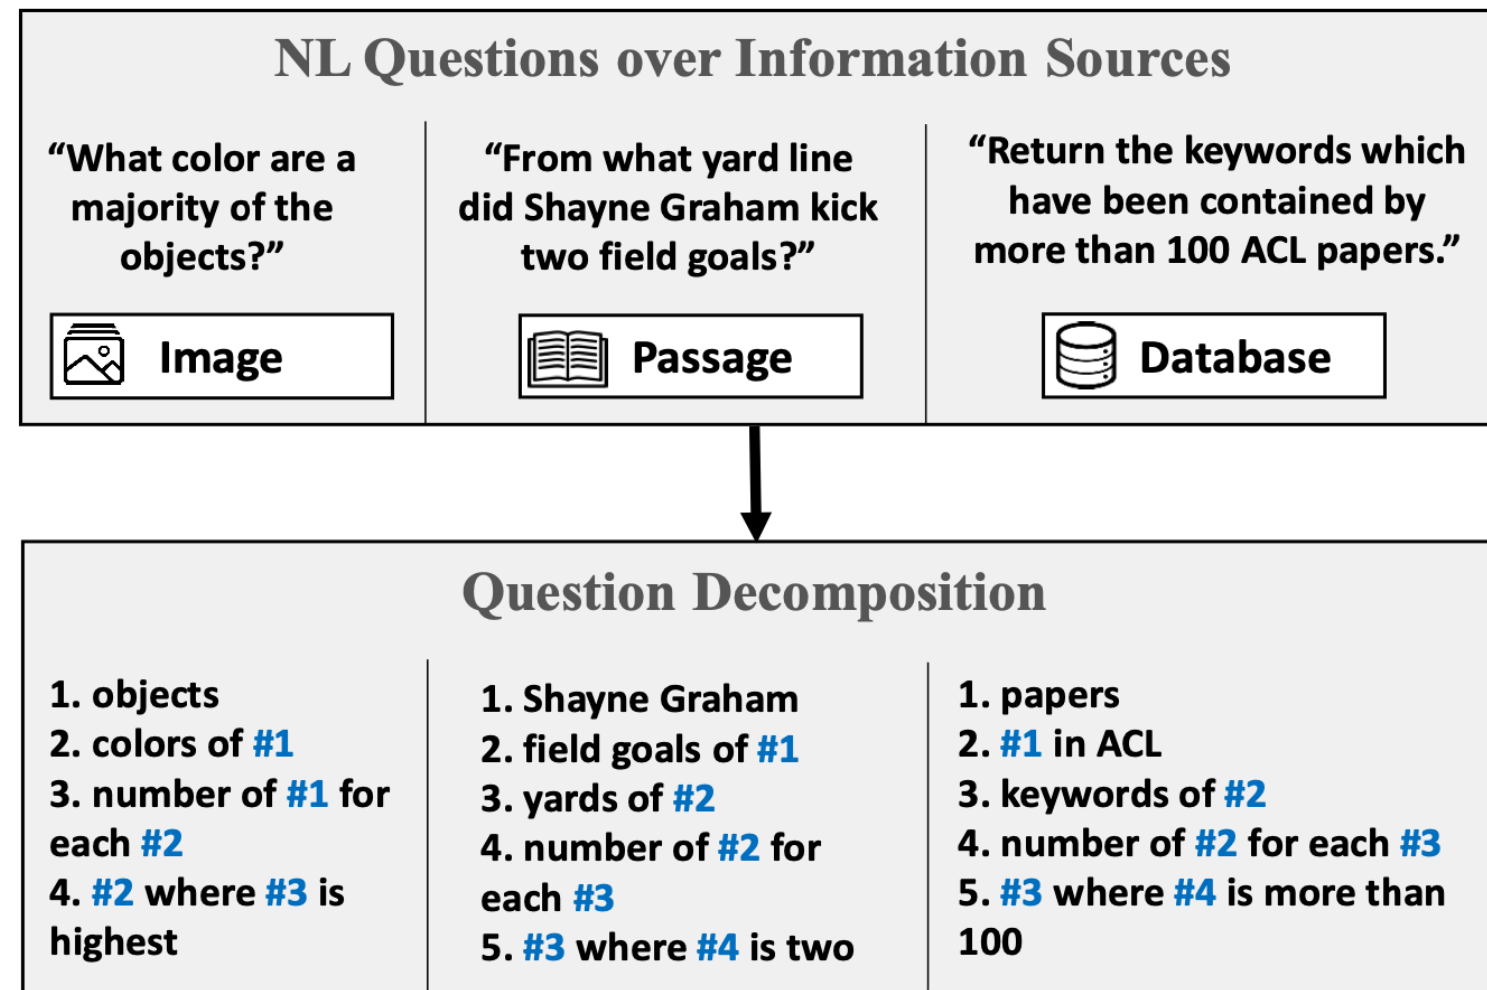 NL Questions over Information Sources
“What color are a
majority of the
objects?”
Image
“From what yard line
did Shayne Graham kick
two field goals?”
Passage
“Return the keywords which
have been contained by
more than 100 ACL papers.”
Database
Question Decomposition
1. objects
2. colors of #1
3. number of #1 for
each #2
4. #2 where #3 is
highest
1. Shayne Graham
2. field goals of #1
3. yards of #2
4. number of #2 for
each #3
5. #3 where #4 is two
1. papers
2. #1 in ACL
3. keywords of #2
4. number of #2 for each #3
5. #3 where #4 is more than
100